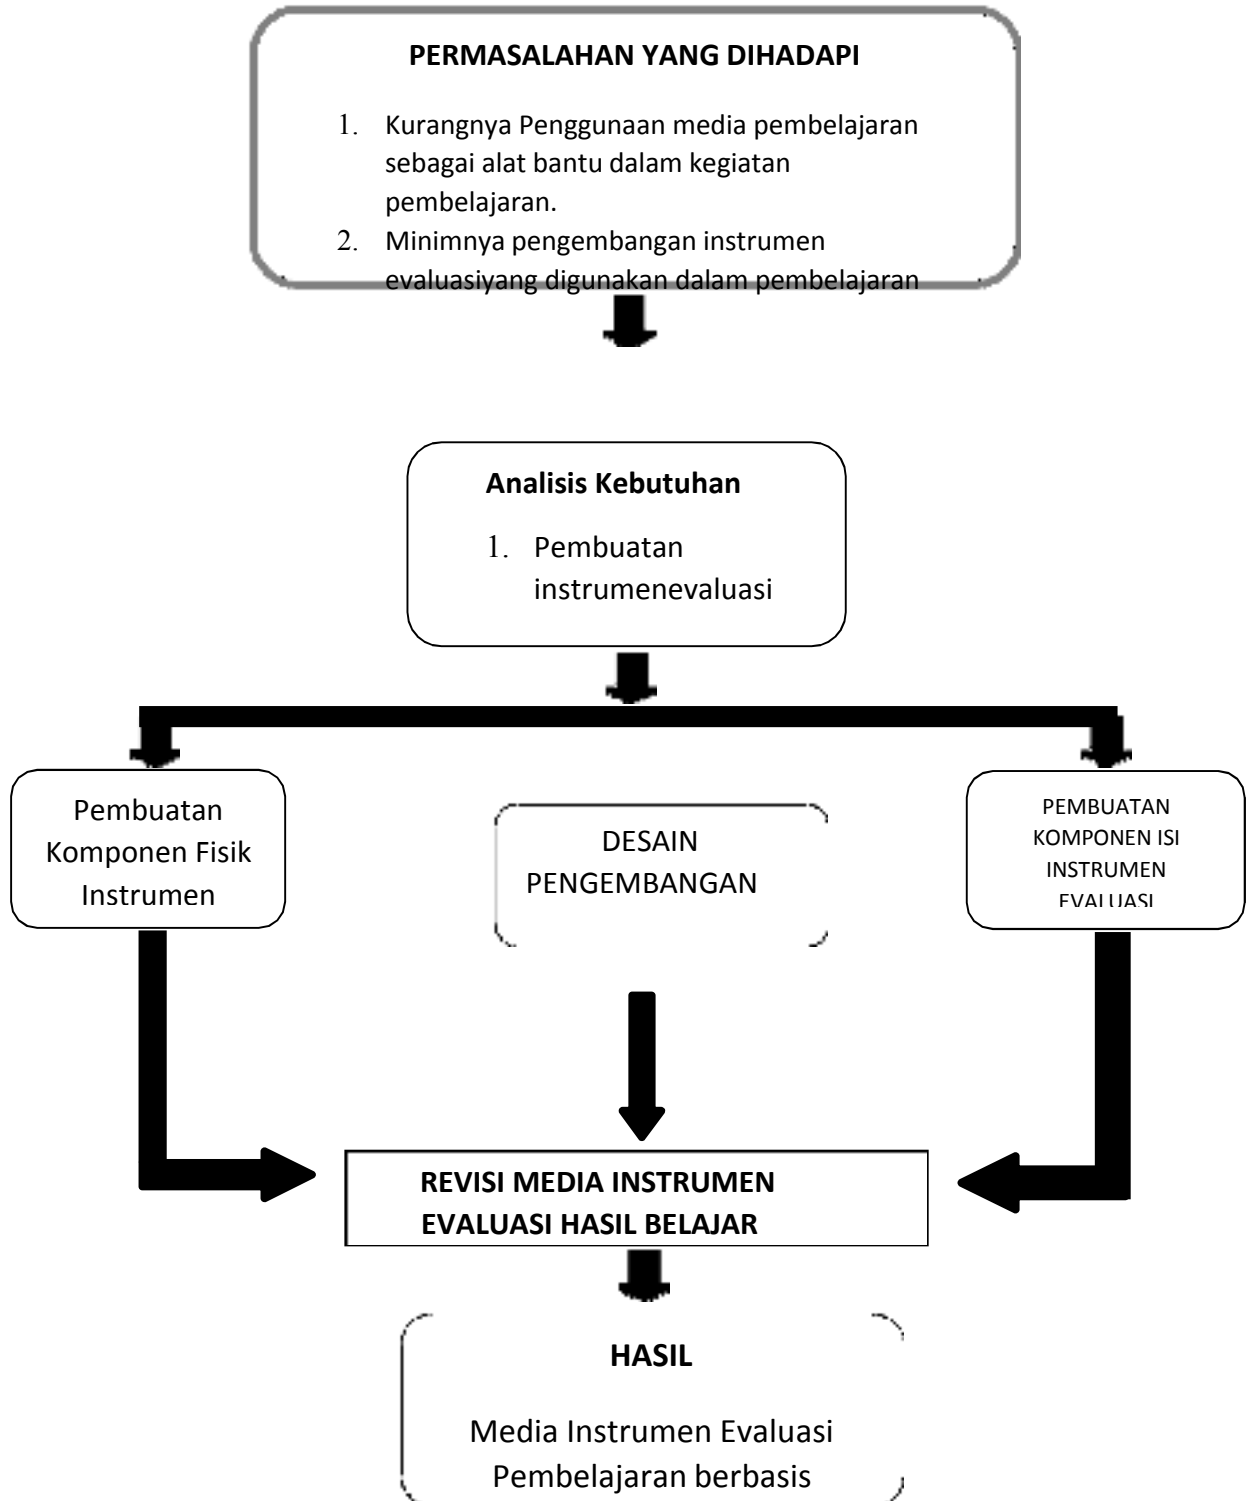 PERMASALAHAN YANG DIHADAPI
1. Kurangnya Penggunaan media pembelajaran
sebagai alat bantu dalam kegiatan
pembelajaran.
2. Minimnya pengembangan instrumen
evaluasiyang digunakan dalam pembelajaran
Analisis Kebutuhan
1. Pembuatan
instrumenevaluasi
Pembuatan
Komponen Fisik
Instrumen
DESAIN
PENGEMBANGAN
PEMBUATAN
KOMPONEN ISI
INSTRUMEN
EVALUASI
REVISI MEDIA INSTRUMEN
EVALUASI HASIL BELAJAR
HASIL
Media Instrumen Evaluasi
Pembelajaran berbasis